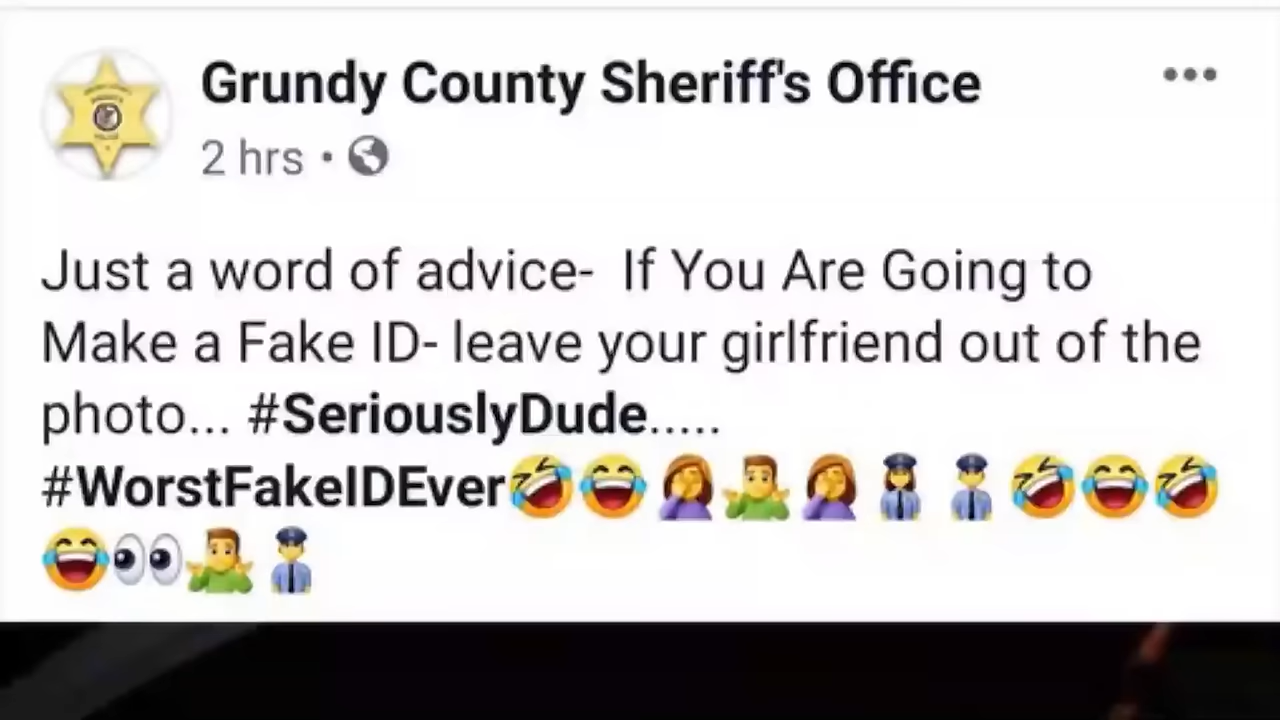 Grundy County Sheriff's Office
2 hrs •
Just a word of advice-  If You Are Going to
Make a Fake ID- leave your girlfriend out of the
photo... #SeriouslyDude.....
#WorstFakeIDEver🤣😂🤦‍♀️🤷‍♂️🤦‍♀️👮‍♀️👮‍♂️🤣😂🤣
😂👀🤷‍♂️👮‍♂️